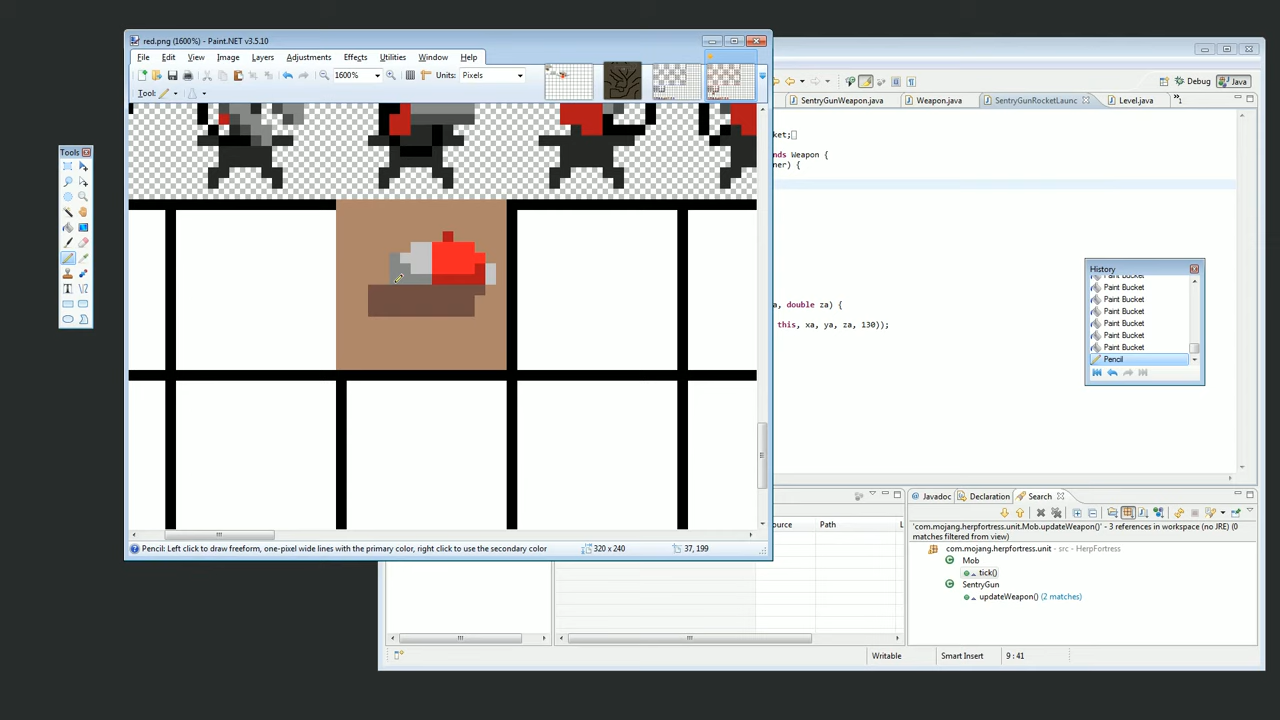 red.png (1600%) - Paint.NET v3.5.10
File Edit View Image Layers Adjustments Effects Utilities Window Help
1600% Units: Pixels
Tool:
Tools
Debug Java
SentryGunWeapon.java Weapon.java SentryGunRocketLaunc Level.java »1
cket;
nds Weapon {
ner) {
, double za) {
this, xa, ya, za, 130));
History
Paint Bucket
Paint Bucket
Paint Bucket
Paint Bucket
Paint Bucket
Paint Bucket
Pencil
Pencil: Left click to draw freeform, one-pixel wide lines with the primary color, right click to use the secondary color 320 x 240 37, 199
Javadoc Declaration Search
ource Path L
'com.mojang.herpfortress.unit.Mob.updateWeapon()' - 3 references in workspace (no JRE) (0
matches filtered from view)
com.mojang.herpfortress.unit - src - HerpFortress
Mob
tick()
SentryGun
updateWeapon() (2 matches)
Writable Smart Insert 9 : 41